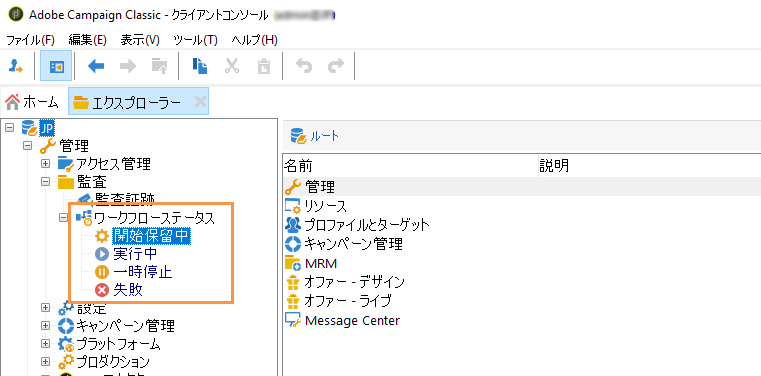 Adobe Campaign Classic - クライアントコンソール
ファイル(F) 編集(E) 表示(V) ツール(T) ヘルプ(H)
ホーム エクスプローラー
JP
管理
アクセス管理
監査
監査証跡
ワークフローステータス
開始保留中
実行中
一時停止
失敗
設定
キャンペーン管理
プラットフォーム
プロダクション
ルート
名前 説明
管理
リソース
プロファイルとターゲット
キャンペーン管理
MRM
オファー - デザイン
オファー - ライブ
Message Center